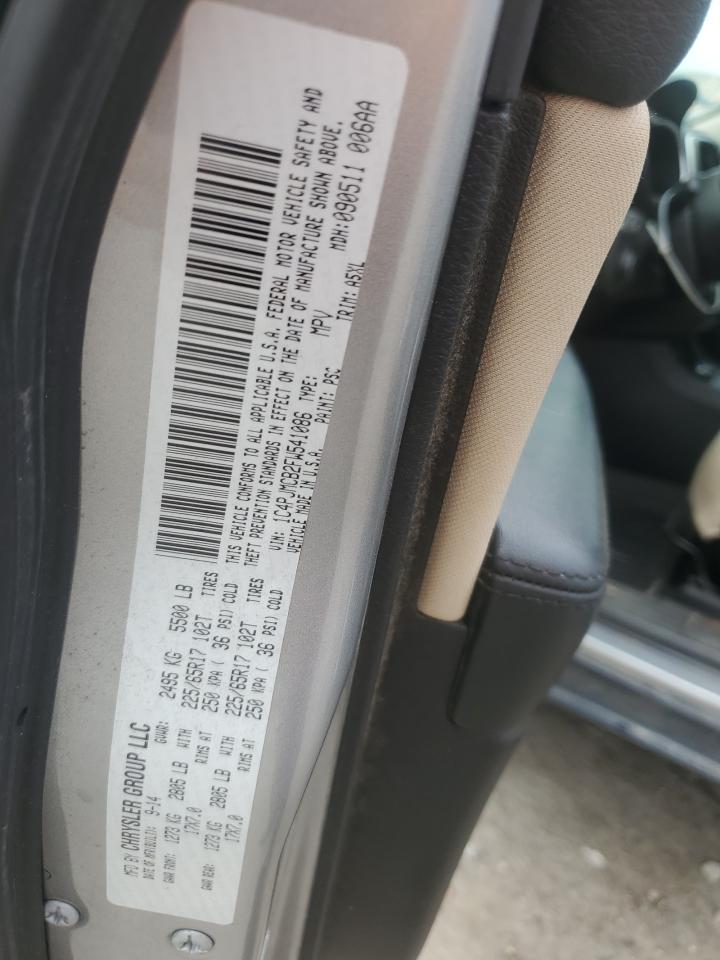 MFD BY CHRYSLER GROUP LLC
DATE OF MFR(BUILD): 9-14
GVWR: 2495 KG 5500 LB
GAWR FRONT: 1273 KG 2805 LB WITH 225/65R17 102T TIRES
17X7.0 RIMS AT 250 KPA ( 36 PSI) COLD
GAWR REAR: 1273 KG 2805 LB WITH 225/65R17 102T TIRES
17X7.0 RIMS AT 250 KPA ( 36 PSI) COLD
THIS VEHICLE CONFORMS TO ALL APPLICABLE U.S.A. FEDERAL MOTOR VEHICLE SAFETY AND
THEFT PREVENTION STANDARDS IN EFFECT ON THE DATE OF MANUFACTURE SHOWN ABOVE.
VIN: 1C4PJMCB2FW541086 TYPE: MPV MDH:090511 006AA
VEHICLE MADE IN U.S.A. PAINT: PSC TRIM: A5XL